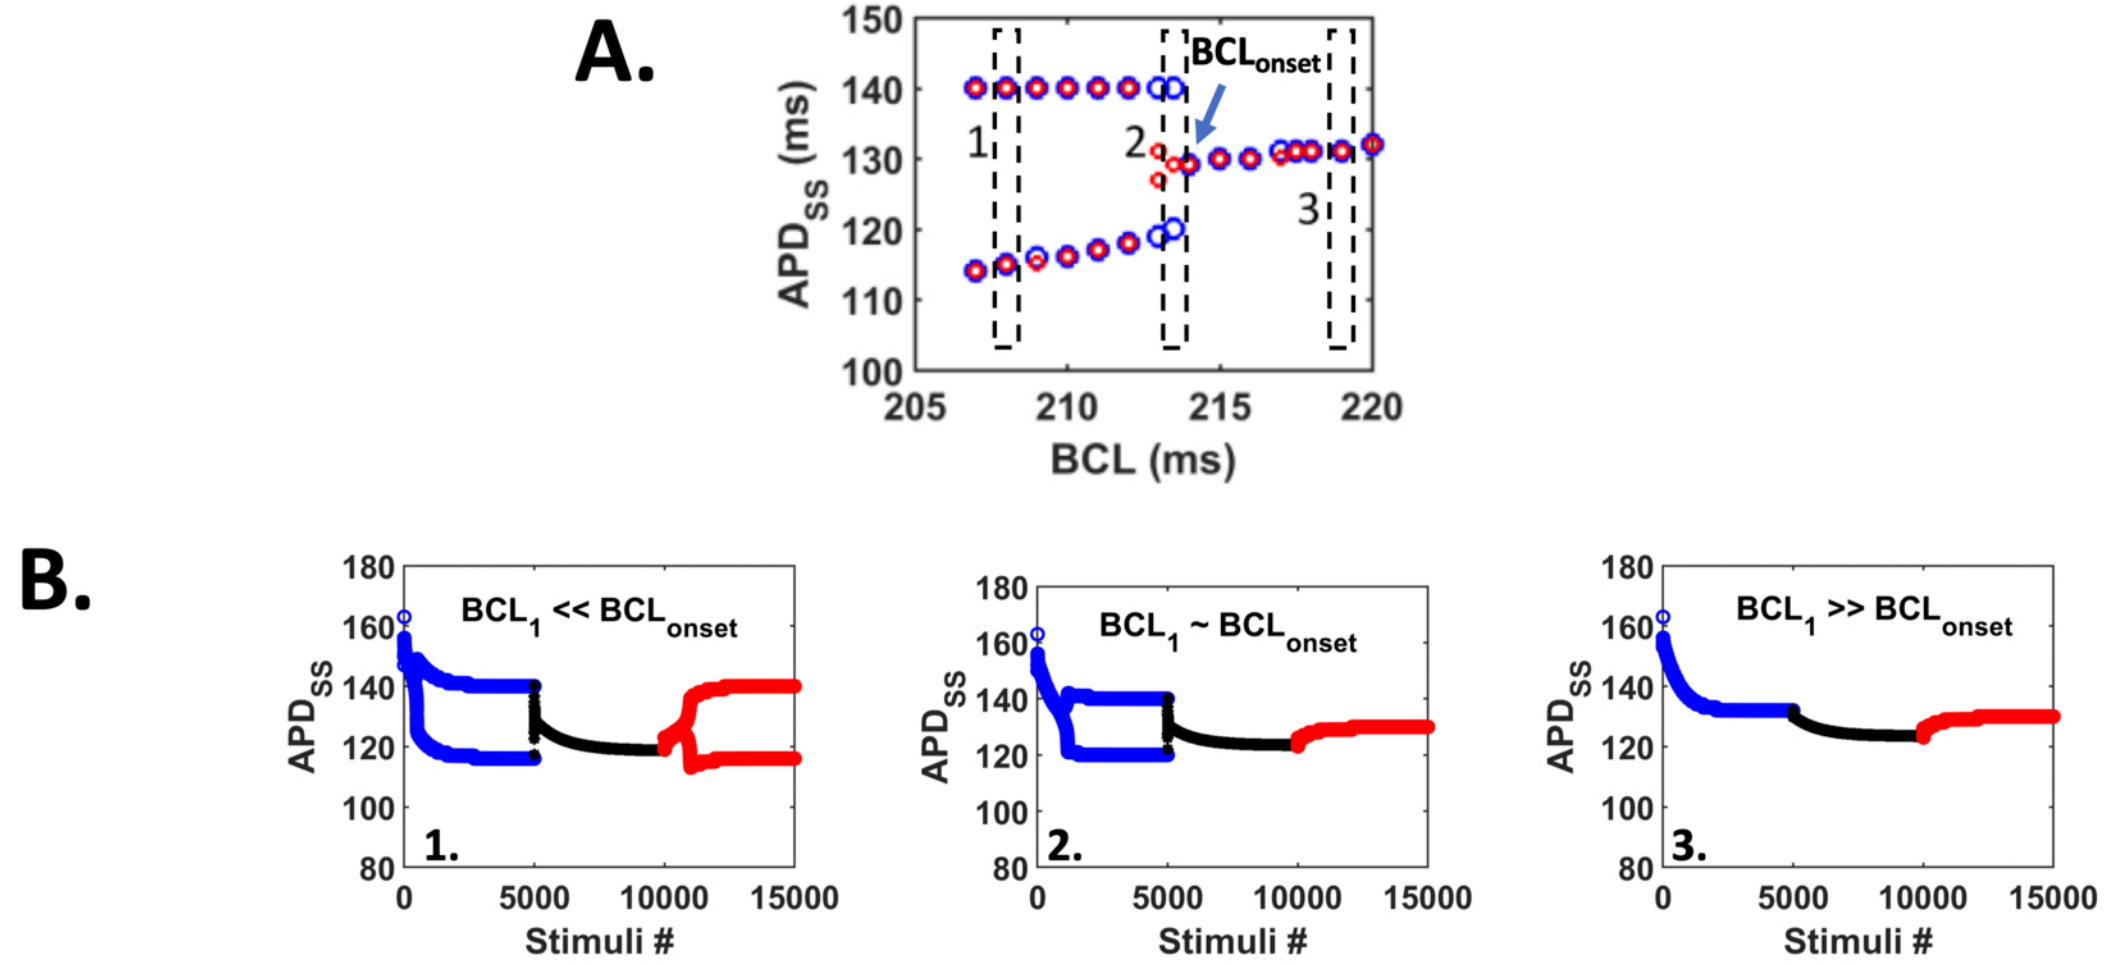 A.
150
140
130
120
110
100
APDSS (ms)
BCLonset
1
2
3
205 210 215 220
BCL (ms)
B.
180
160
140
120
100
80
APDSS
BCL1 << BCLonset
1.
0 5000 10000 15000
Stimuli #
180
160
140
120
100
80
APDSS
BCL1 ~ BCLonset
2.
0 5000 10000 15000
Stimuli #
180
160
140
120
100
80
APDSS
BCL1 >> BCLonset
3.
0 5000 10000 15000
Stimuli #